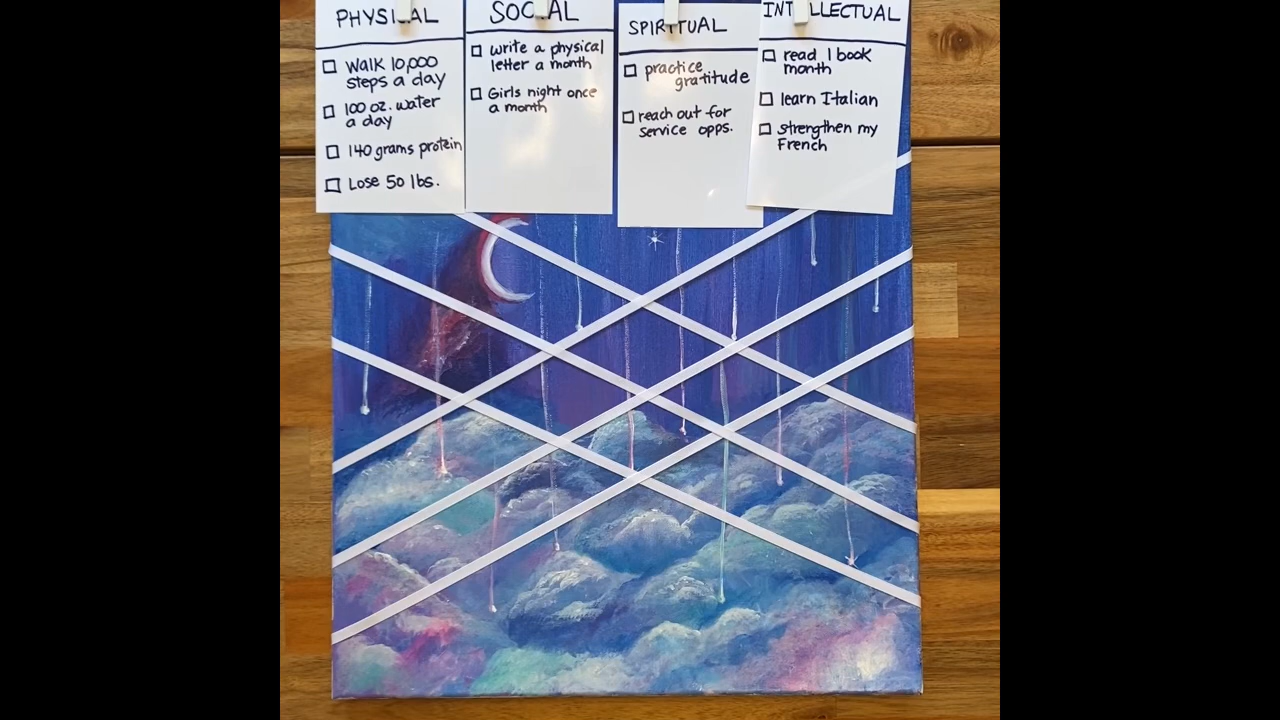 PHYSICAL
Walk 10,000
steps a day
100 oz. water
a day
140 grams protein
Lose 50 lbs.
SOCIAL
write a physical
letter a month
Girls night once
a month
SPIRITUAL
practice
gratitude
reach out for
service opps.
INTELLECTUAL
read 1 book
month
learn Italian
strengthen my
French